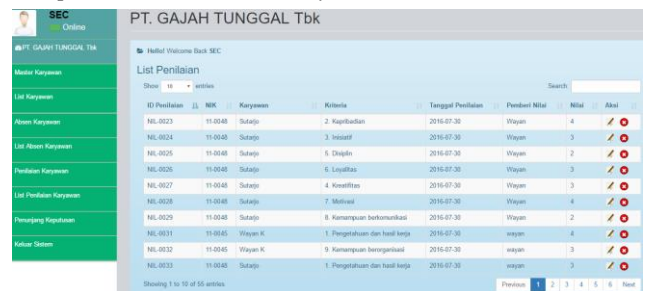 SEC
Online
PT. GAJAH TUNGGAL Tbk
PT. GAJAH TUNGGAL Tbk
Hello! Welcome Back SEC
Master Karyawan
List Karyawan
Absen Karyawan
List Absen Karyawan
Penilaian Karyawan
List Penilaian Karyawan
Penunjang Keputusan
Keluar Sistem
List Penilaian
Show 10 entries
Search:
ID Penilaian NIK Karyawan Kriteria Tanggal Penilaian Pemberi Nilai Nilai Aksi
NIL-0023 11-0048 Sutarjo 2. Kepribadian 2016-07-30 Wayan 4
NIL-0024 11-0048 Sutarjo 3. Inisiatif 2016-07-30 Wayan 3
NIL-0025 11-0048 Sutarjo 5. Disiplin 2016-07-30 Wayan 2
NIL-0026 11-0048 Sutarjo 6. Loyalitas 2016-07-30 Wayan 3
NIL-0027 11-0048 Sutarjo 4. Kreatifitas 2016-07-30 Wayan 3
NIL-0028 11-0048 Sutarjo 7. Motivasi 2016-07-30 Wayan 4
NIL-0029 11-0048 Sutarjo 8. Kemampuan berkomunikasi 2016-07-30 Wayan 2
NIL-0031 11-0045 Wayan K. 1. Pengetahuan dan hasil kerja 2016-07-30 wayan 4
NIL-0032 11-0045 Wayan K. 9. Kemampuan berorganisasi 2016-07-30 wayan 3
NIL-0033 11-0048 Sutarjo 1. Pengetahuan dan hasil kerja 2016-07-30 wayan 3
Showing 1 to 10 of 55 entries
Previous 1 2 3 4 5 6 Next